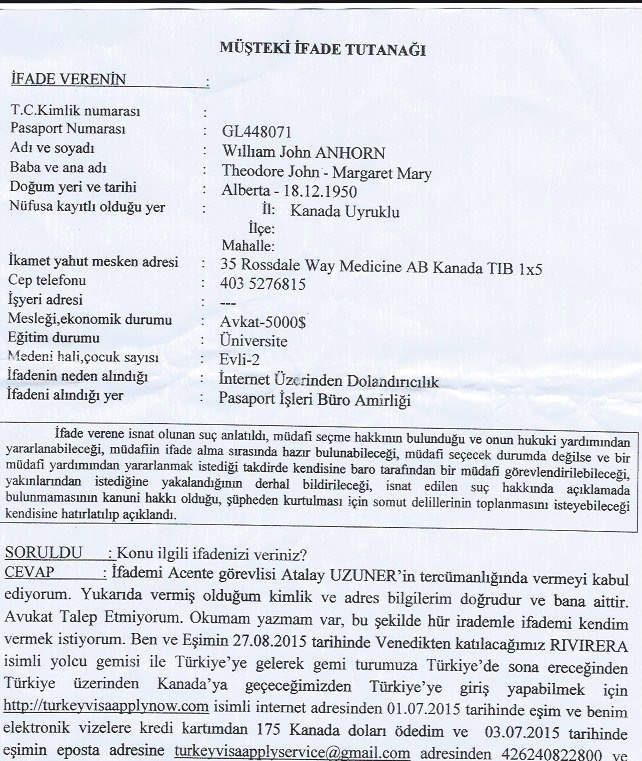 MÜŞTEKİ İFADE TUTANAĞI
İFADE VERENİN :
T.C.Kimlik numarası :
Pasaport Numarası : GL448071
Adı ve soyadı : William John ANHORN
Baba ve ana adı : Theodore John - Margaret Mary
Doğum yeri ve tarihi : Alberta - 18.12.1950
Nüfusa kayıtlı olduğu yer : İl: Kanada Uyruklu
İlçe:
Mahalle:
İkamet yahut mesken adresi : 35 Rossdale Way Medicine AB Kanada TIB 1x5
Cep telefonu : 403 5276815
İşyeri adresi : ---
Mesleği,ekonomik durumu : Avkat-5000$
Eğitim durumu : Üniversite
Medeni hali,çocuk sayısı : Evli-2
İfadenin neden alındığı : İnternet Üzerinden Dolandırıcılık
İfadeni alındığı yer : Pasaport İşleri Büro Amirliği
İfade verene isnat olunan suç anlatıldı, müdafi seçme hakkının bulunduğu ve onun hukuki yardımından
yararlanabileceği, müdafiin ifade alma sırasında hazır bulunabileceği, müdafi seçecek durumda değilse ve bir
müdafi yardımından yararlanmak istediği takdirde kendisine baro tarafından bir müdafi görevlendirilebileceği,
yakınlarından istediğine yakalandığının derhal bildirileceği, isnat edilen suç hakkında açıklamada
bulunmamasının kanuni hakkı olduğu, şüpheden kurtulması için somut delillerinin toplanmasını isteyebileceği
kendisine hatırlatılıp açıklandı.
SORULDU : Konu ilgili ifadenizi veriniz?
CEVAP : İfademi Acente görevlisi Atalay UZUNER'in tercümanlığında vermeyi kabul
ediyorum. Yukarıda vermiş olduğum kimlik ve adres bilgilerim doğrudur ve bana aittir.
Avukat Talep Etmiyorum. Okumam yazmam var, bu şekilde hür irademle ifademi kendim
vermek istiyorum. Ben ve Eşimin 27.08.2015 tarihinde Venedikten katılacağımız RIVIRERA
isimli yolcu gemisi ile Türkiye'ye gelerek gemi turumuza Türkiye'de sona ereceğinden
Türkiye üzerinden Kanada'ya geçeceğimizden Türkiye'ye giriş yapabilmek için
http://turkeyvisaapplynow.com isimli internet adresinden 01.07.2015 tarihinde eşim ve benim
elektronik vizelere kredi kartımdan 175 Kanada doları ödedim ve 03.07.2015 tarihinde
eşimin eposta adresine turkeyvisaapplyservice@gmail.com adresinden 426240822800 ve